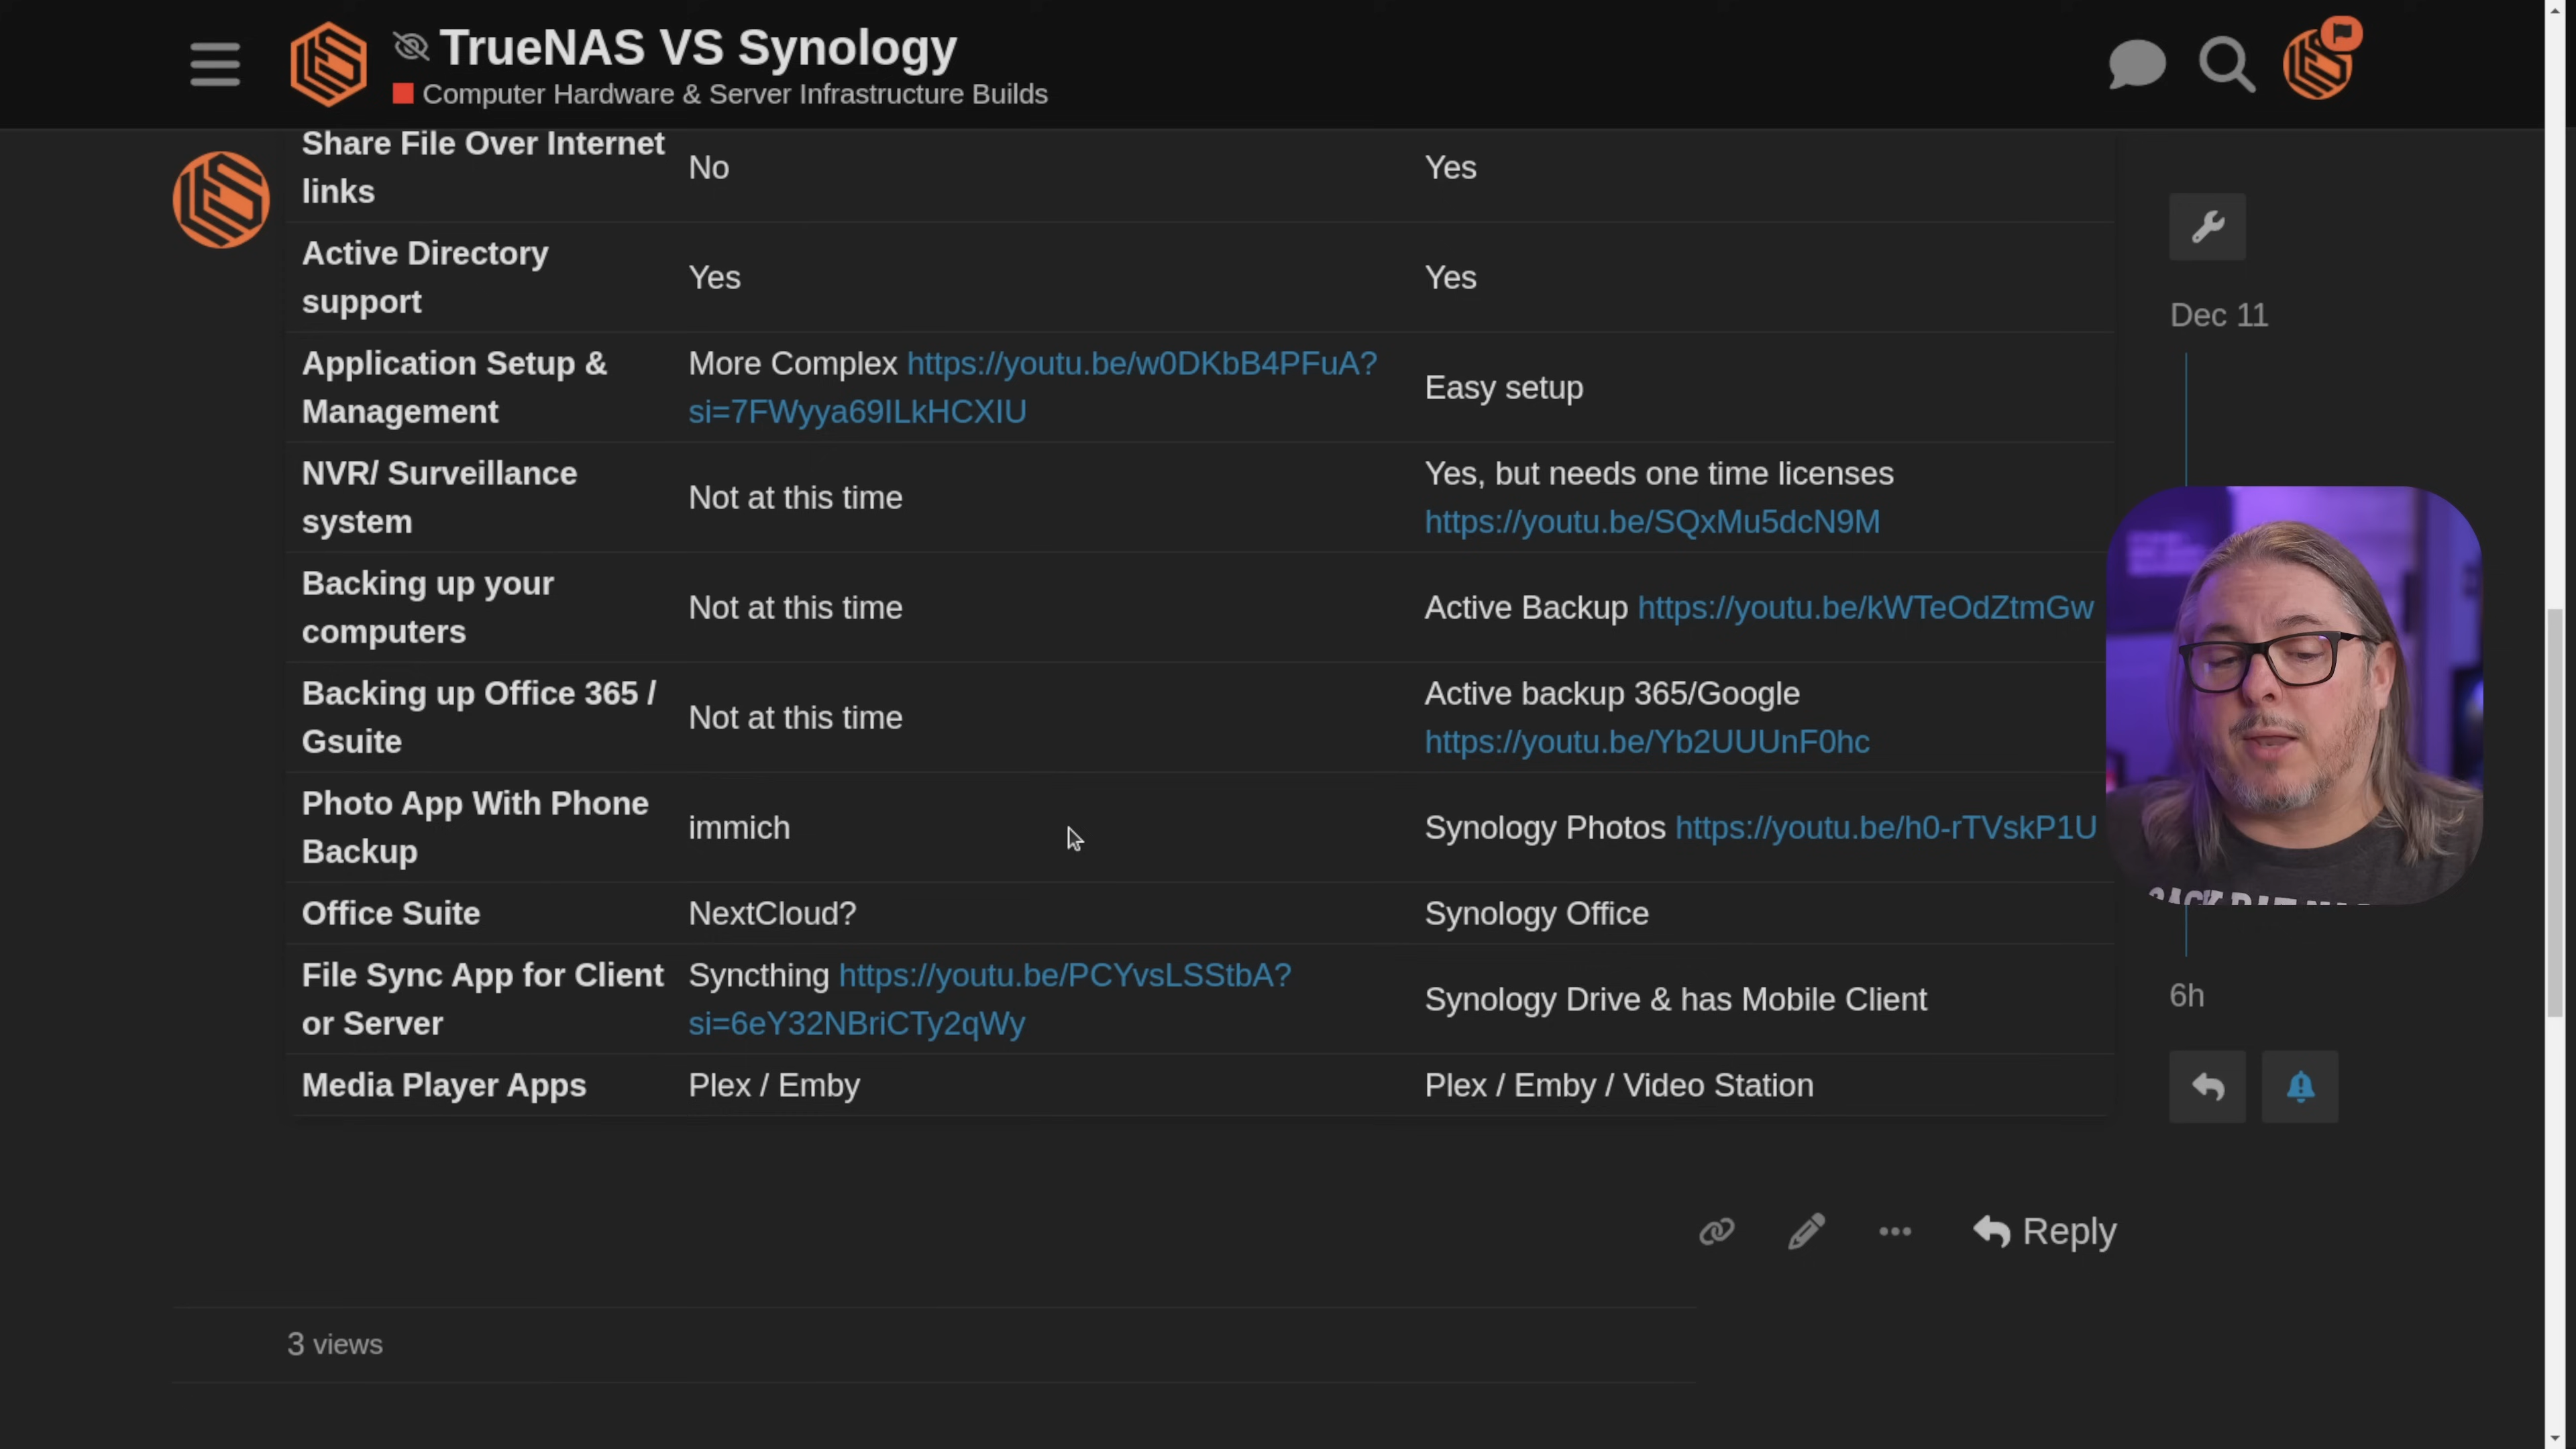 TrueNAS VS Synology
Computer Hardware & Server Infrastructure Builds
Share File Over Internet
links
No
Yes
Active Directory
support
Yes
Yes
Application Setup &
Management
More Complex https://youtu.be/w0DKbB4PFuA?
si=7FWyya69ILkHCXIU
Easy setup
NVR/ Surveillance
system
Not at this time
Yes, but needs one time licenses
https://youtu.be/SQxMu5dcN9M
Backing up your
computers
Not at this time
Active Backup https://youtu.be/kWTeOdZtmGw
Backing up Office 365 /
Gsuite
Not at this time
Active backup 365/Google
https://youtu.be/Yb2UUUnF0hc
Photo App With Phone
Backup
immich
Synology Photos https://youtu.be/h0-rTVskP1U
Office Suite
NextCloud?
Synology Office
File Sync App for Client
or Server
Syncthing https://youtu.be/PCYvsLSStbA?
si=6eY32NBriCTy2qWy
Synology Drive & has Mobile Client
Media Player Apps
Plex / Emby
Plex / Emby / Video Station
Dec 11
6h
Reply
3 views